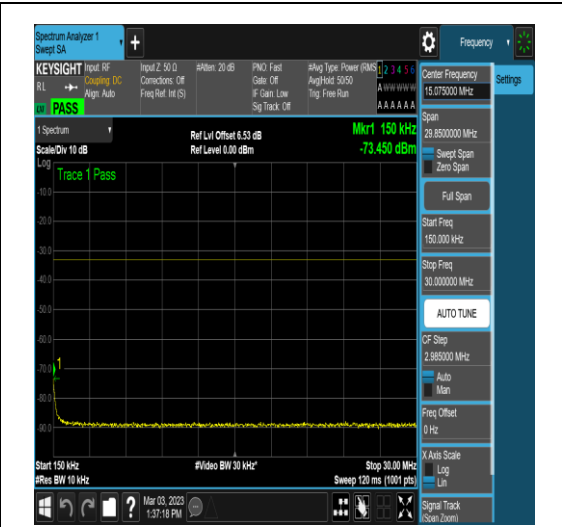 Spectrum Analyzer 1
Swept SA
+
Frequency
KEYSIGHT
RL
LXI
PASS
Input: RF
Coupling: DC
Align: Auto
Input Z: 50 Ω
Corrections: Off
Freq Ref: Int (S)
#Atten: 20 dB
PNO: Fast
Gate: Off
IF Gain: Low
Sig Track: Off
#Avg Type: Power (RMS
Avg|Hold: 50/50
Trig: Free Run
1 2 3 4 5 6
A W W W W W
A A A A A A
1 Spectrum
Scale/Div 10 dB
Ref Lvl Offset 6.53 dB
Ref Level 0.00 dBm
Mkr1 150 kHz
-73.450 dBm
Log
Trace 1 Pass
-10.0
-20.0
-30.0
-40.0
-50.0
-60.0
-70.0
-80.0
-90.0
1
Start 150 kHz
#Res BW 10 kHz
#Video BW 30 kHz*
Stop 30.00 MHz
Sweep 120 ms (1001 pts)
?
Mar 03, 2023
1:37:18 PM
Center Frequency
15.075000 MHz
Settings
Span
29.8500000 MHz
Swept Span
Zero Span
Full Span
Start Freq
150.000 kHz
Stop Freq
30.000000 MHz
AUTO TUNE
CF Step
2.985000 MHz
Auto
Man
Freq Offset
0 Hz
X Axis Scale
Log
Lin
Signal Track
(Span Zoom)